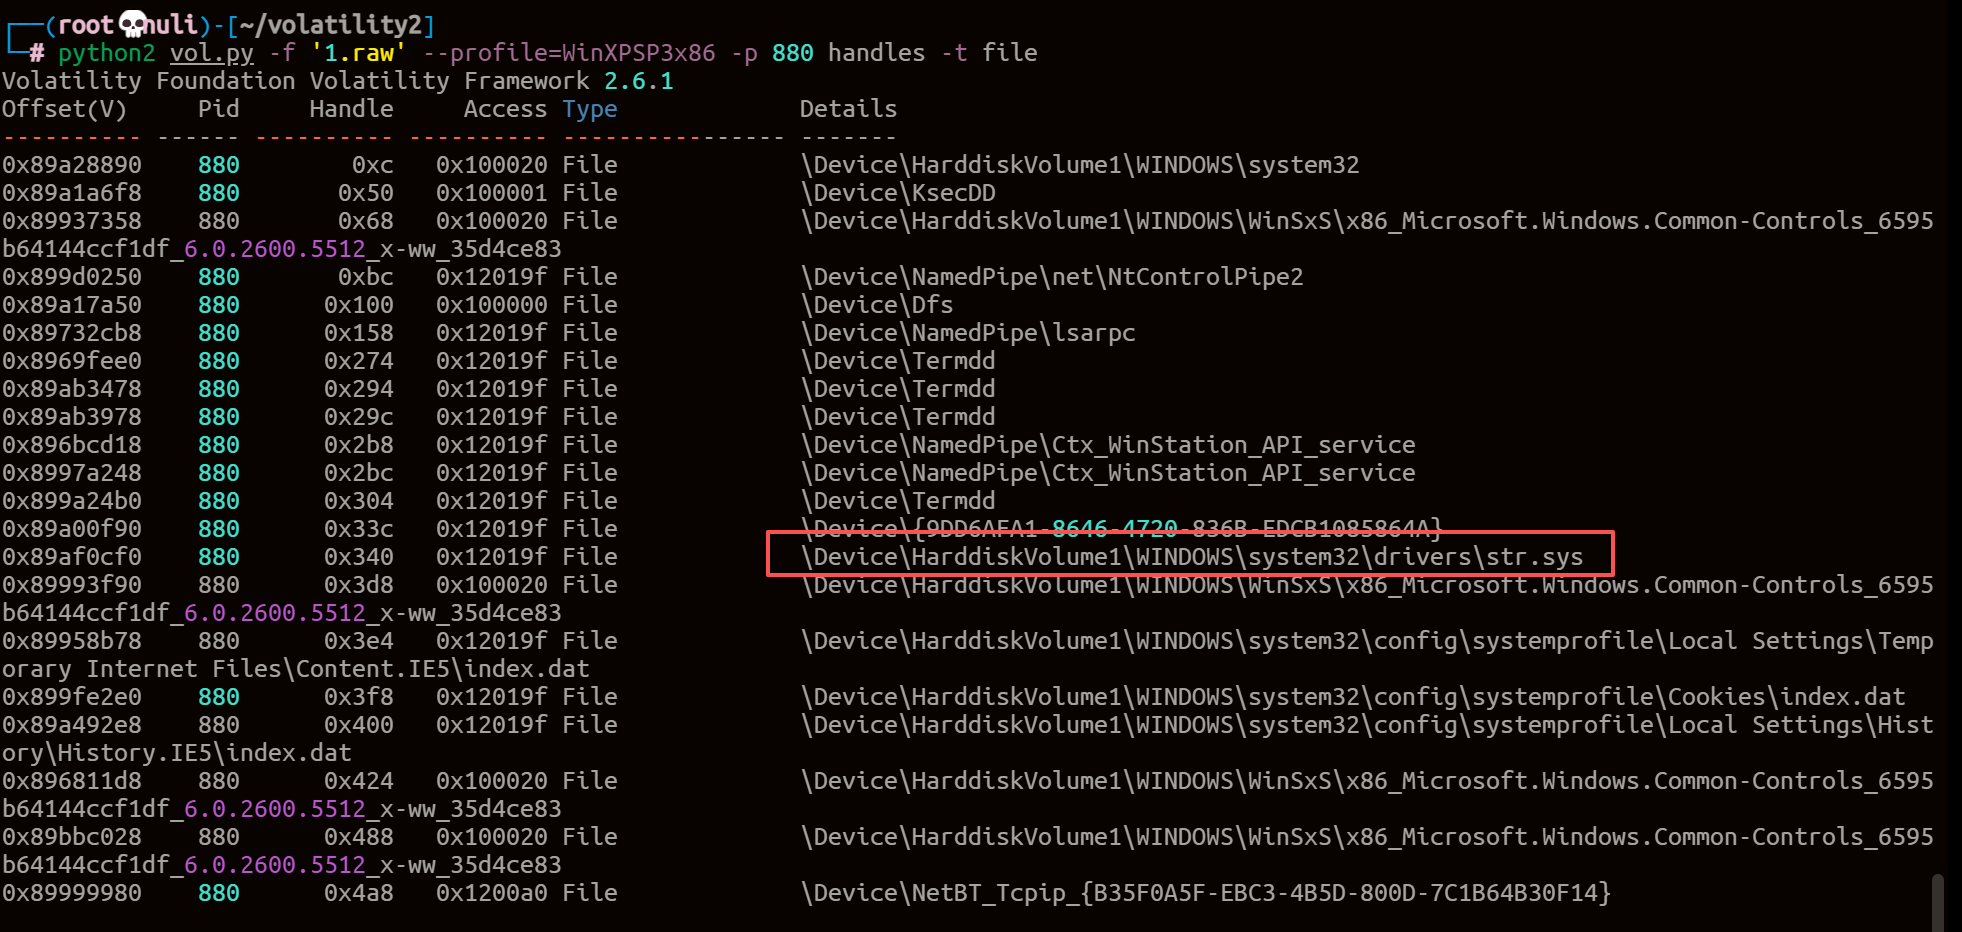 ┌──(root💀nuli)-[~/volatility2]
└─# python2 vol.py -f '1.raw' --profile=WinXPSP3x86 -p 880 handles -t file
Volatility Foundation Volatility Framework 2.6.1
Offset(V)     Pid     Handle     Access Type             Details
---------- ------ ---------- ---------- ---------------- -------
0x89a28890    880        0xc   0x100020 File             \Device\HarddiskVolume1\WINDOWS\system32
0x89a1a6f8    880       0x50   0x100001 File             \Device\KsecDD
0x89937358    880       0x68   0x100020 File             \Device\HarddiskVolume1\WINDOWS\WinSxS\x86_Microsoft.Windows.Common-Controls_6595
b64144ccf1df_6.0.2600.5512_x-ww_35d4ce83
0x899d0250    880       0xbc   0x12019f File             \Device\NamedPipe\net\NtControlPipe2
0x89a17a50    880      0x100   0x100000 File             \Device\Dfs
0x89732cb8    880      0x158   0x12019f File             \Device\NamedPipe\lsarpc
0x8969fee0    880      0x274   0x12019f File             \Device\Termdd
0x89ab3478    880      0x294   0x12019f File             \Device\Termdd
0x89ab3978    880      0x29c   0x12019f File             \Device\Termdd
0x896bcd18    880      0x2b8   0x12019f File             \Device\NamedPipe\Ctx_WinStation_API_service
0x8997a248    880      0x2bc   0x12019f File             \Device\NamedPipe\Ctx_WinStation_API_service
0x899a24b0    880      0x304   0x12019f File             \Device\Termdd
0x89a00f90    880      0x33c   0x12019f File             \Device\{9DD6AFA1-8646-4720-836B-EDCB1085864A}
0x89af0cf0    880      0x340   0x12019f File             \Device\HarddiskVolume1\WINDOWS\system32\drivers\str.sys
0x89993f90    880      0x3d8   0x100020 File             \Device\HarddiskVolume1\WINDOWS\WinSxS\x86_Microsoft.Windows.Common-Controls_6595
b64144ccf1df_6.0.2600.5512_x-ww_35d4ce83
0x89958b78    880      0x3e4   0x12019f File             \Device\HarddiskVolume1\WINDOWS\system32\config\systemprofile\Local Settings\Temp
orary Internet Files\Content.IE5\index.dat
0x899fe2e0    880      0x3f8   0x12019f File             \Device\HarddiskVolume1\WINDOWS\system32\config\systemprofile\Cookies\index.dat
0x89a492e8    880      0x400   0x12019f File             \Device\HarddiskVolume1\WINDOWS\system32\config\systemprofile\Local Settings\Hist
ory\History.IE5\index.dat
0x896811d8    880      0x424   0x100020 File             \Device\HarddiskVolume1\WINDOWS\WinSxS\x86_Microsoft.Windows.Common-Controls_6595
b64144ccf1df_6.0.2600.5512_x-ww_35d4ce83
0x89bbc028    880      0x488   0x100020 File             \Device\HarddiskVolume1\WINDOWS\WinSxS\x86_Microsoft.Windows.Common-Controls_6595
b64144ccf1df_6.0.2600.5512_x-ww_35d4ce83
0x89999980    880      0x4a8   0x1200a0 File             \Device\NetBT_Tcpip_{B35F0A5F-EBC3-4B5D-800D-7C1B64B30F14}